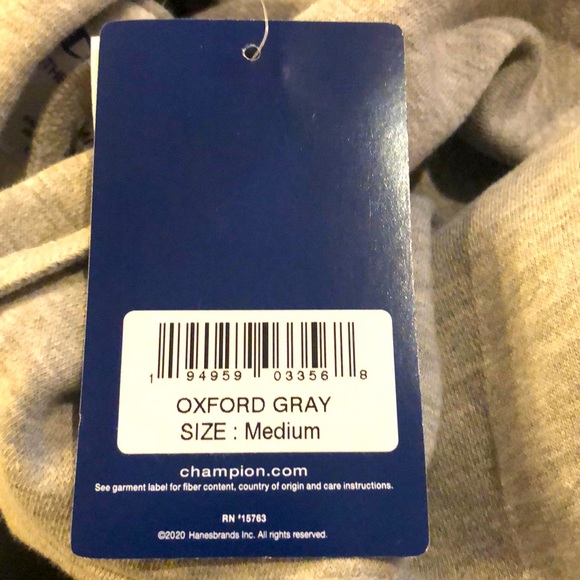 1 94959 03356 8
OXFORD GRAY
SIZE : Medium
champion.com
See garment label for fiber content, country of origin and care instructions.
RN #15763
©2020 Hanesbrands Inc. All rights reserved.